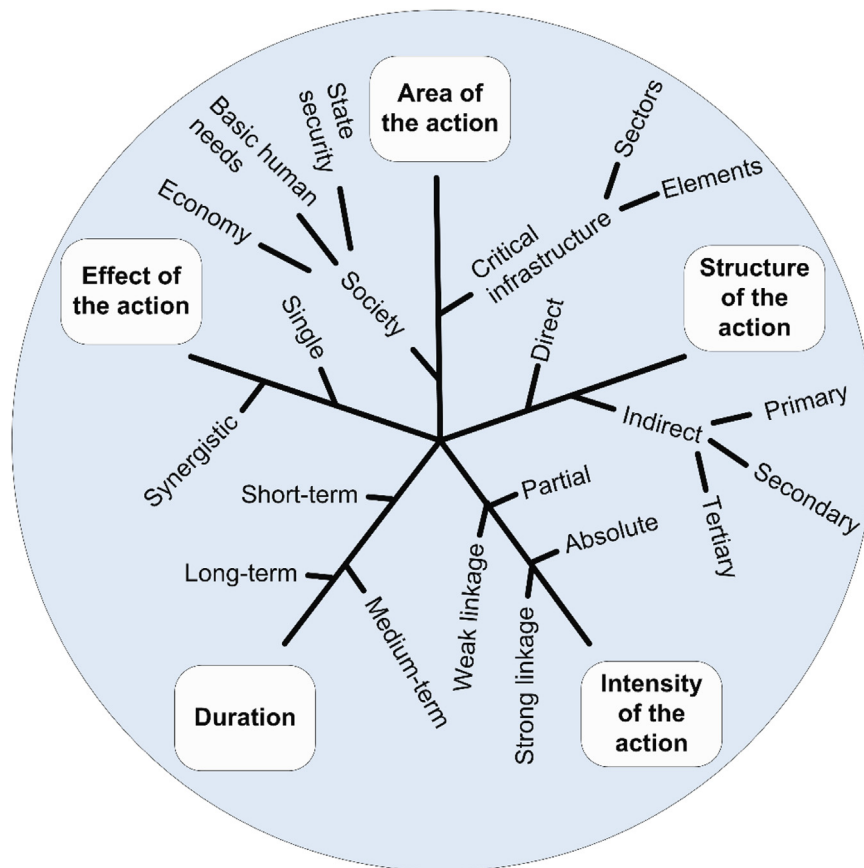 Area of
the action
State
security
Basic human
needs
Economy
Society
Critical
infrastructure
Sectors
Elements
Effect of
the action
Single
Synergistic
Structure
of the
action
Direct
Indirect
Primary
Secondary
Tertiary
Short-term
Long-term
Medium-term
Duration
Partial
Absolute
Weak linkage
Strong linkage
Intensity
of the
action